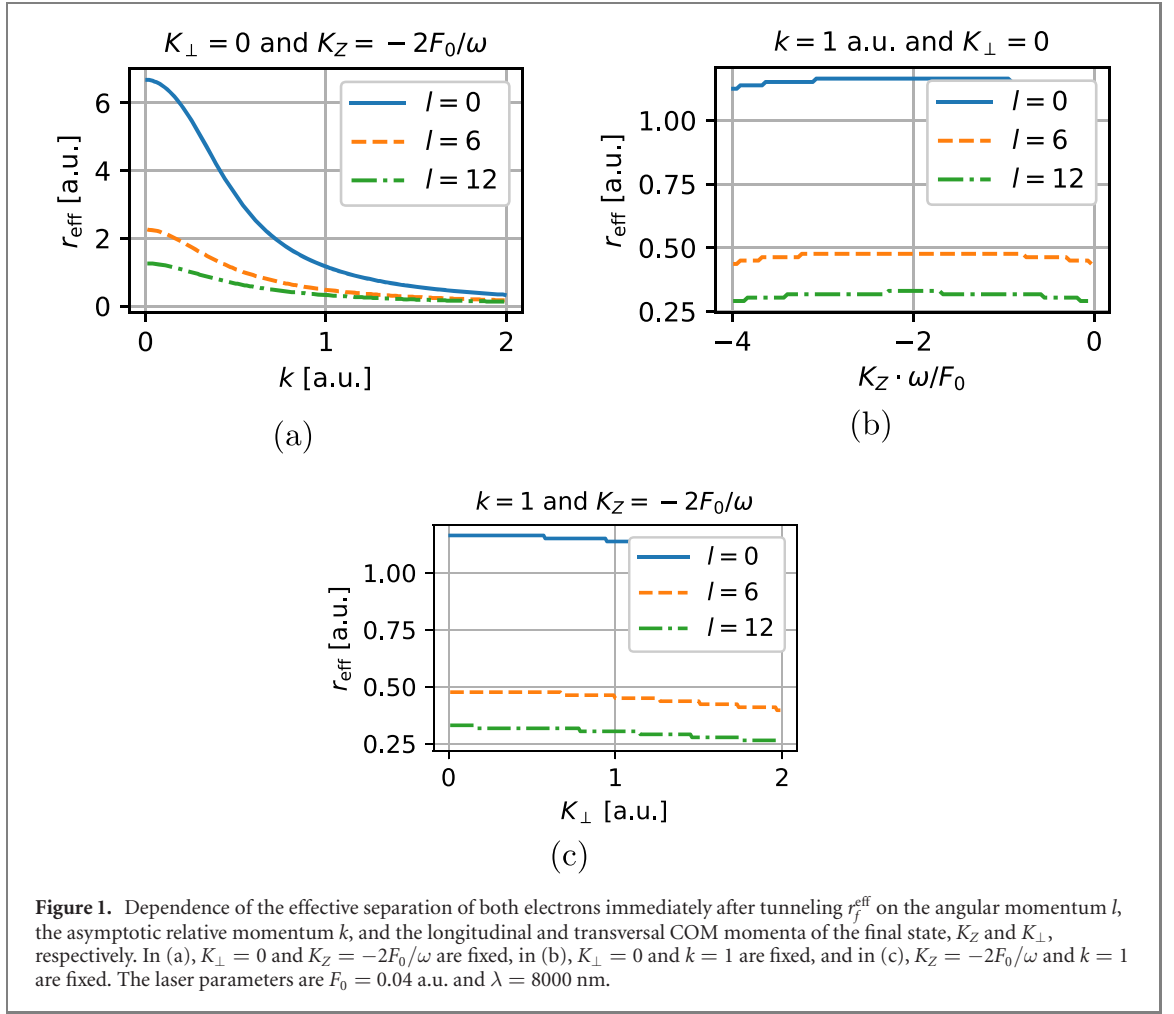 K⊥ = 0 and K_Z = − 2F₀/ω
6
4
2
0
r_eff [a.u.]
l = 0
l = 6
l = 12
0 1 2
k [a.u.]
(a)
k = 1 a.u. and K⊥ = 0
1.00
0.75
0.50
0.25
r_eff [a.u.]
l = 0
l = 6
l = 12
−4 −2 0
K_Z · ω/F₀
(b)
k = 1 and K_Z = − 2F₀/ω
1.00
0.75
0.50
0.25
r_eff [a.u.]
l = 0
l = 6
l = 12
0 1 2
K⊥ [a.u.]
(c)
Figure 1. Dependence of the effective separation of both electrons immediately after tunneling r_f^eff on the angular momentum l,
the asymptotic relative momentum k, and the longitudinal and transversal COM momenta of the final state, K_Z and K⊥,
respectively. In (a), K⊥ = 0 and K_Z = −2F₀/ω are fixed, in (b), K⊥ = 0 and k = 1 are fixed, and in (c), K_Z = −2F₀/ω and k = 1
are fixed. The laser parameters are F₀ = 0.04 a.u. and λ = 8000 nm.